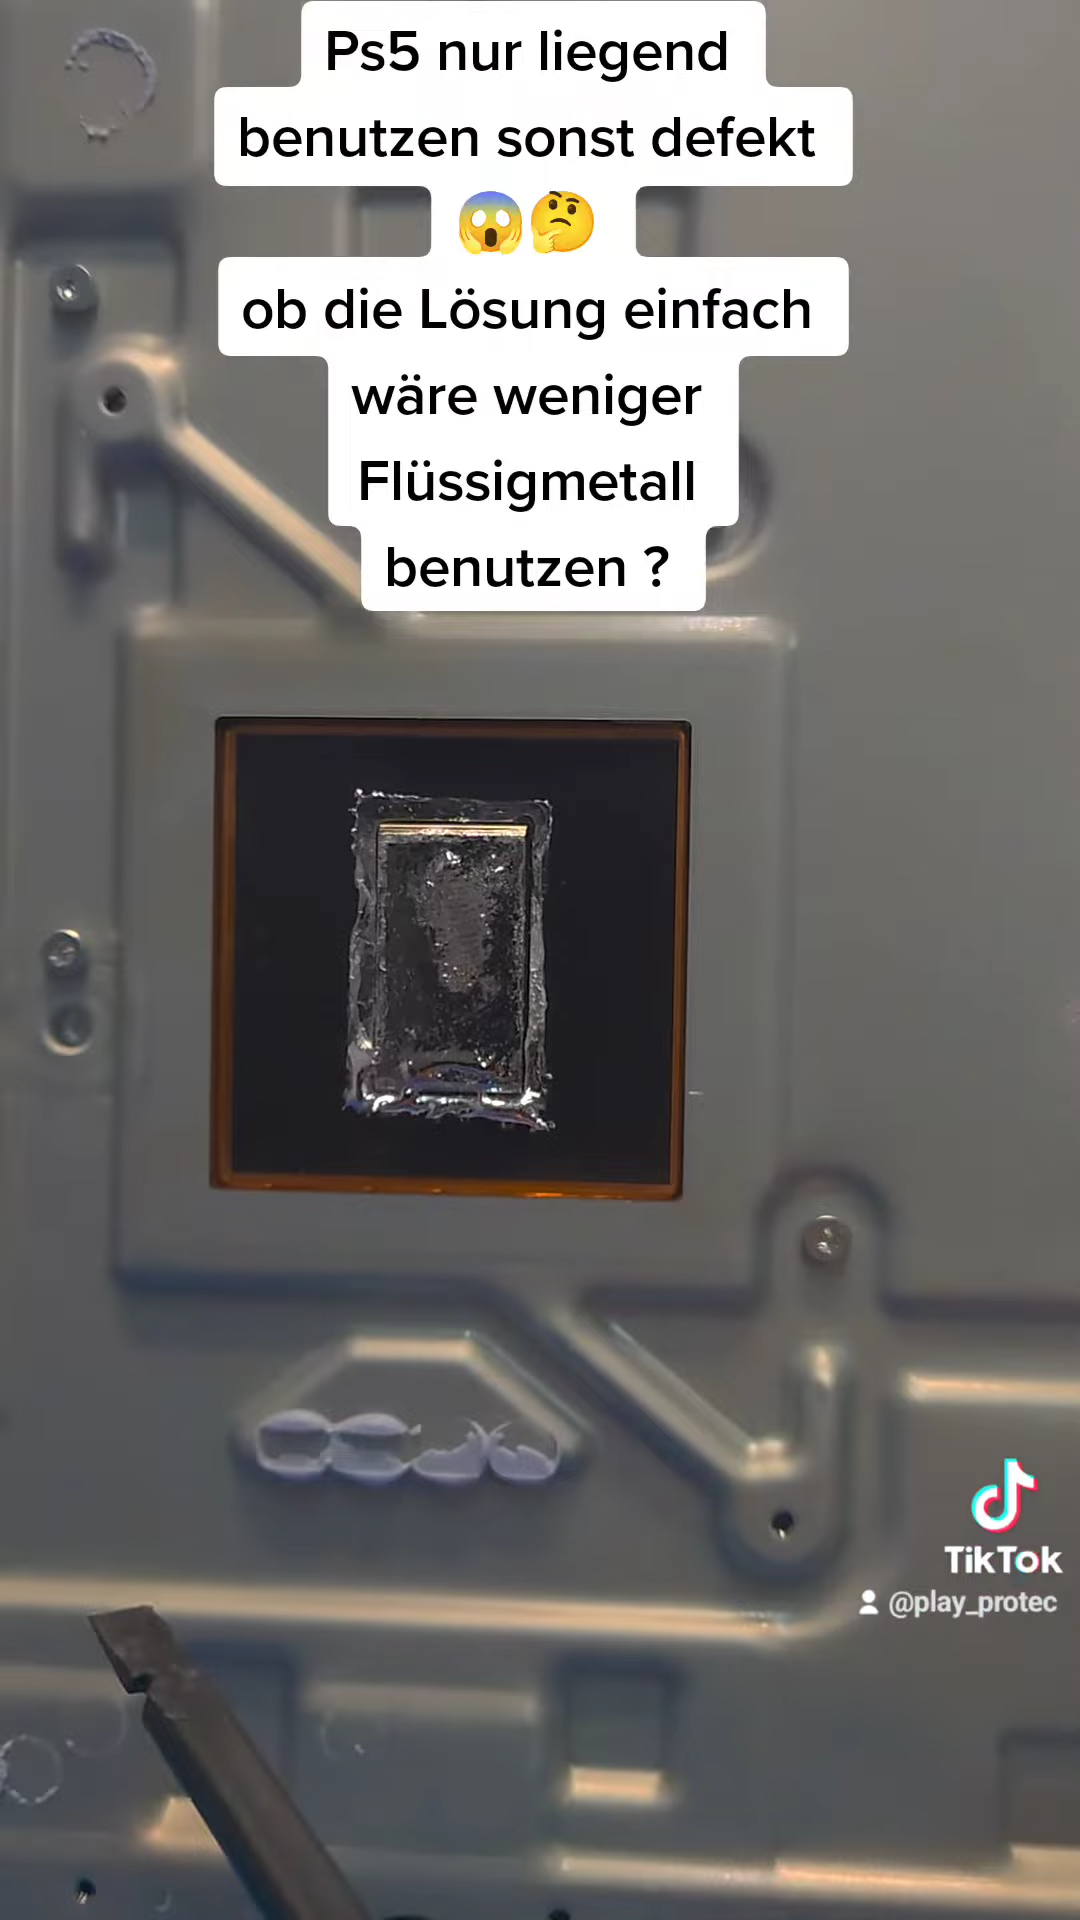 Ps5 nur liegend
benutzen sonst defekt
😱🤔
ob die Lösung einfach
wäre weniger
Flüssigmetall
benutzen ?
TikTok
@play_protec